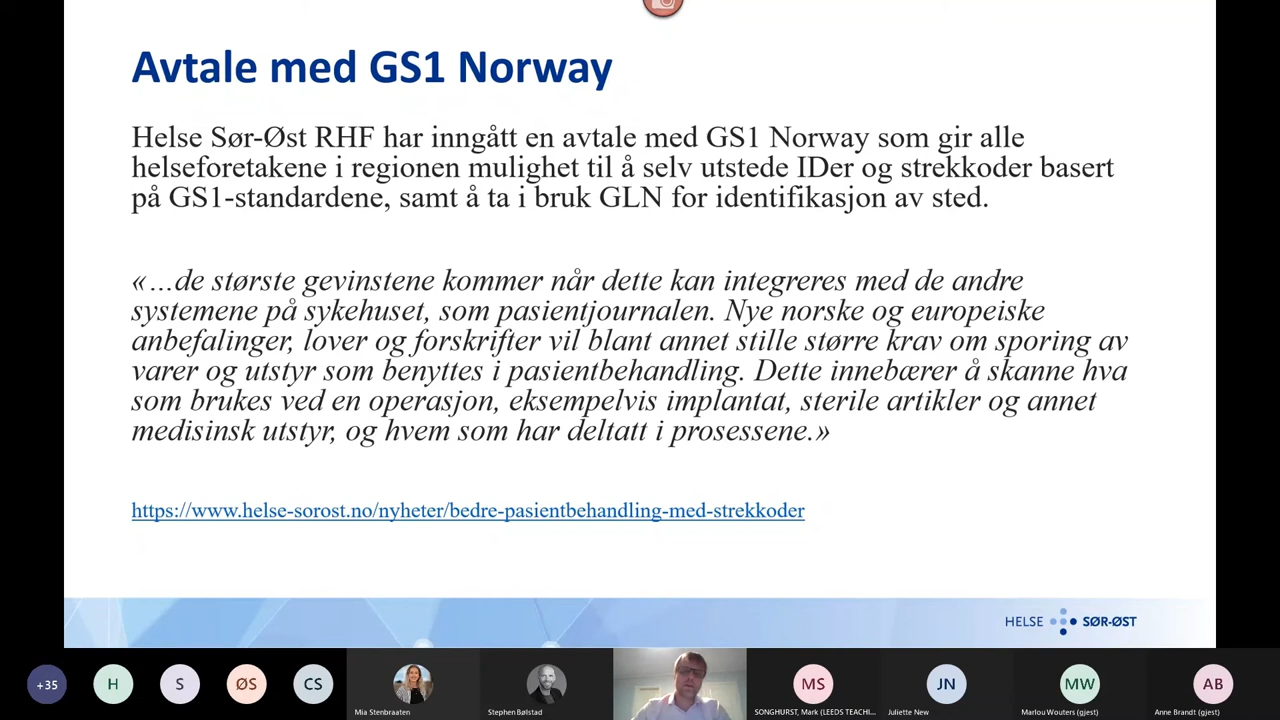 Avtale med GS1 Norway
Helse Sør-Øst RHF har inngått en avtale med GS1 Norway som gir alle
helseforetakene i regionen mulighet til å selv utstede IDer og strekkoder basert
på GS1-standardene, samt å ta i bruk GLN for identifikasjon av sted.
«…de største gevinstene kommer når dette kan integreres med de andre
systemene på sykehuset, som pasientjournalen. Nye norske og europeiske
anbefalinger, lover og forskrifter vil blant annet stille større krav om sporing av
varer og utstyr som benyttes i pasientbehandling. Dette innebærer å skanne hva
som brukes ved en operasjon, eksempelvis implantat, sterile artikler og annet
medisinsk utstyr, og hvem som har deltatt i prosessene.»
https://www.helse-sorost.no/nyheter/bedre-pasientbehandling-med-strekkoder
HELSE SØR-ØST
+35 H S ØS CS MS JN MW AB
Mia Stenbraaten Stephen Bølstad SONGHURST, Mark (LEEDS TEACHI... Juliette New Marlou Wouters (gjest) Anne Brandt (gjest)